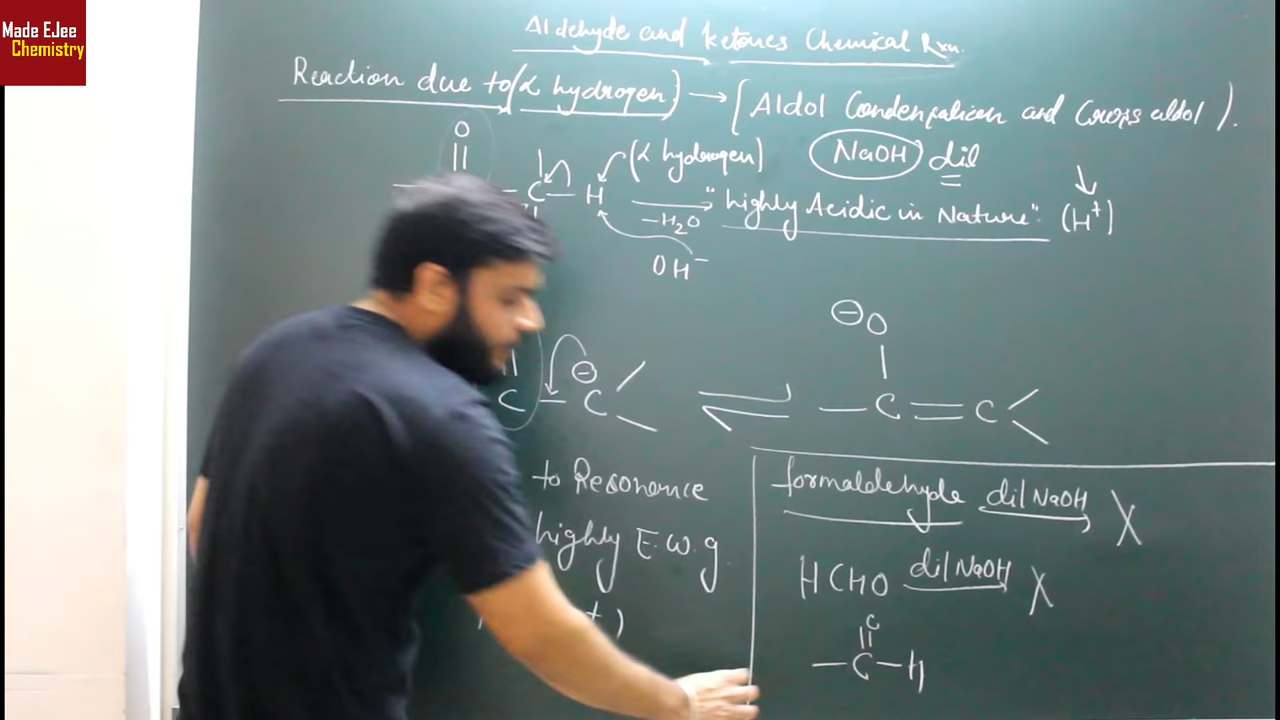 Made EJee
Chemistry
Aldehyde and ketones Chemical Rxn.
Reaction due to (α hydrogen) → [Aldol Condensation and Cross aldol ).
O
(α hydrogen) NaOH dil
C — H —H₂O "highly Acidic in Nature". (H⁺)
OH⁻
⊖O
⊖
C — C ⇌ — C = C
to Resonance
formaldehyde dil NaOH X
highly E.w.g
HCHO dil NaOH X
— C — H